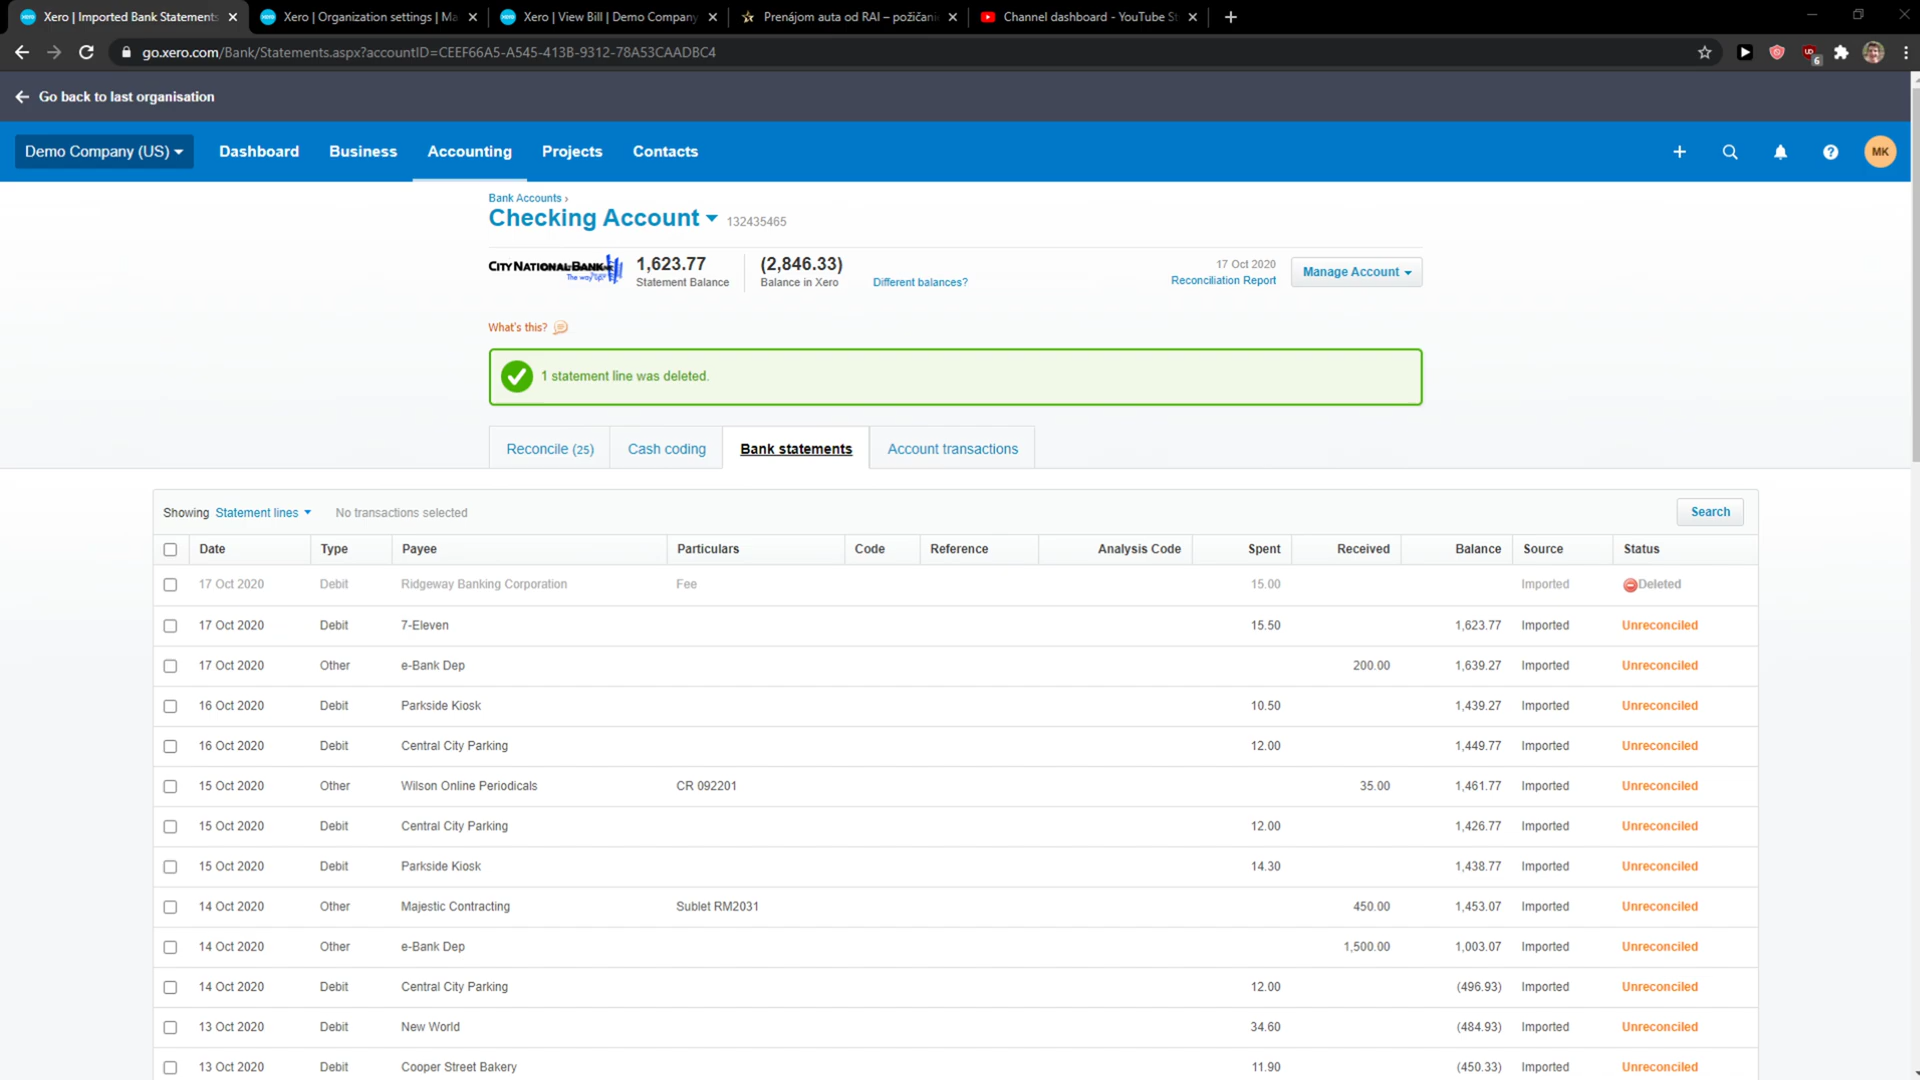 Xero | Imported Bank Statements
Xero | Organization settings | Ma
Xero | View Bill | Demo Company
Prenájom auta od RAI – požičani
Channel dashboard - YouTube St
go.xero.com/Bank/Statements.aspx?accountID=CEEF66A5-A545-413B-9312-78A53CAADBC4
6
Go back to last organisation
Demo Company (US) Dashboard Business Accounting Projects Contacts MK
Bank Accounts ›
Checking Account 132435465
CITY NATIONAL BANK
The way up.
1,623.77
Statement Balance
(2,846.33)
Balance in Xero
Different balances?
17 Oct 2020
Reconciliation Report
Manage Account
What's this?
1 statement line was deleted.
Reconcile (25) Cash coding Bank statements Account transactions
Showing Statement lines No transactions selected Search
Date Type Payee Particulars Code Reference Analysis Code Spent Received Balance Source Status
17 Oct 2020 Debit Ridgeway Banking Corporation Fee 15.00 Imported Deleted
17 Oct 2020 Debit 7-Eleven 15.50 1,623.77 Imported Unreconciled
17 Oct 2020 Other e-Bank Dep 200.00 1,639.27 Imported Unreconciled
16 Oct 2020 Debit Parkside Kiosk 10.50 1,439.27 Imported Unreconciled
16 Oct 2020 Debit Central City Parking 12.00 1,449.77 Imported Unreconciled
15 Oct 2020 Other Wilson Online Periodicals CR 092201 35.00 1,461.77 Imported Unreconciled
15 Oct 2020 Debit Central City Parking 12.00 1,426.77 Imported Unreconciled
15 Oct 2020 Debit Parkside Kiosk 14.30 1,438.77 Imported Unreconciled
14 Oct 2020 Other Majestic Contracting Sublet RM2031 450.00 1,453.07 Imported Unreconciled
14 Oct 2020 Other e-Bank Dep 1,500.00 1,003.07 Imported Unreconciled
14 Oct 2020 Debit Central City Parking 12.00 (496.93) Imported Unreconciled
13 Oct 2020 Debit New World 34.60 (484.93) Imported Unreconciled
13 Oct 2020 Debit Cooper Street Bakery 11.90 (450.33) Imported Unreconciled